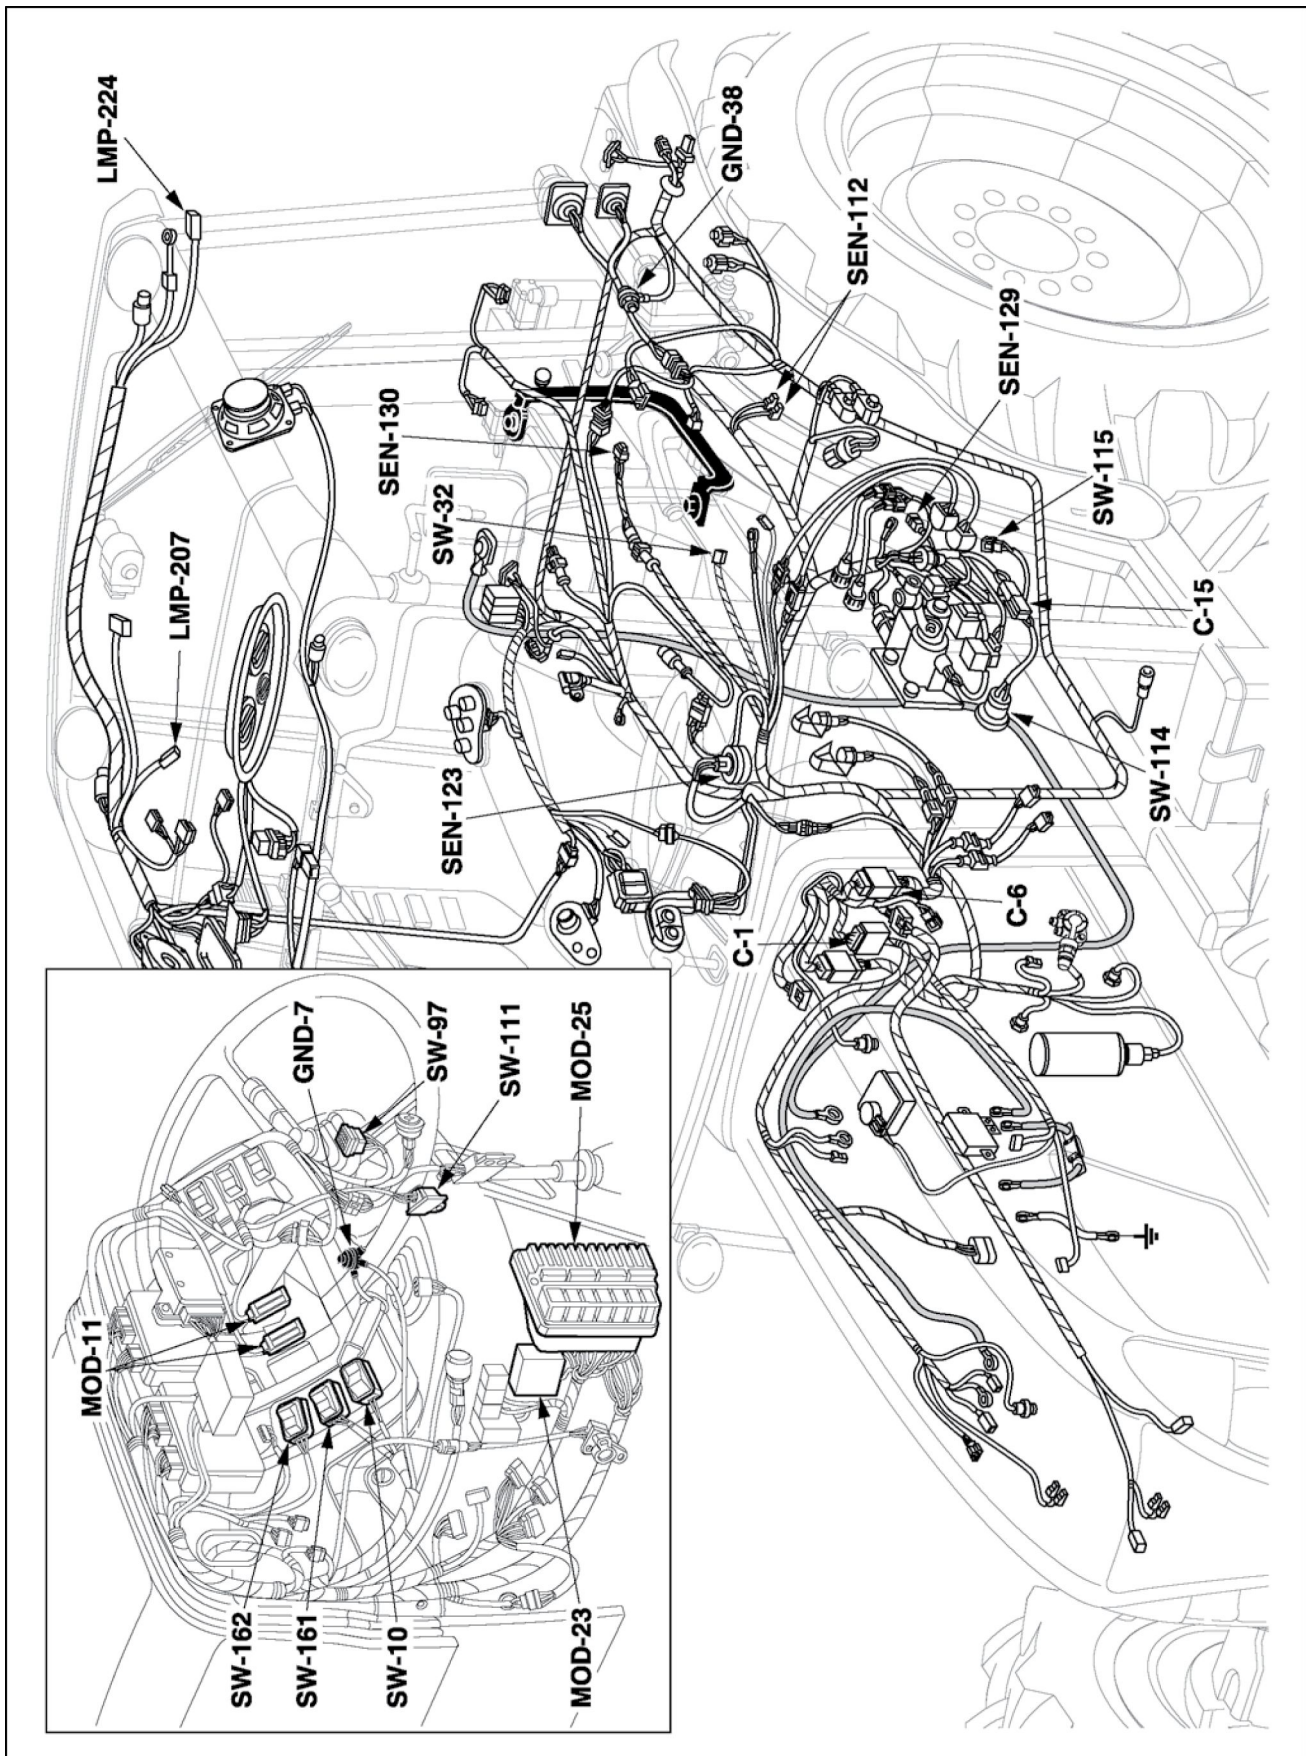 LMP-224
LMP-207
GND-38
SEN-112
SEN-130
SW-32
SEN-129
SW-115
SEN-123
C-15
SW-114
C-6
C-1
GND-7
SW-97
SW-111
MOD-25
MOD-11
SW-162
SW-161
SW-10
MOD-23